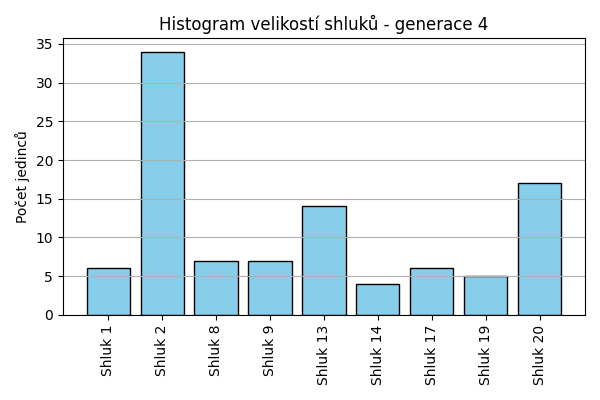 Histogram velikostí shluků - generace 4
Počet jedinců
35
30
25
20
15
10
5
0
Shluk 1
Shluk 2
Shluk 8
Shluk 9
Shluk 13
Shluk 14
Shluk 17
Shluk 19
Shluk 20